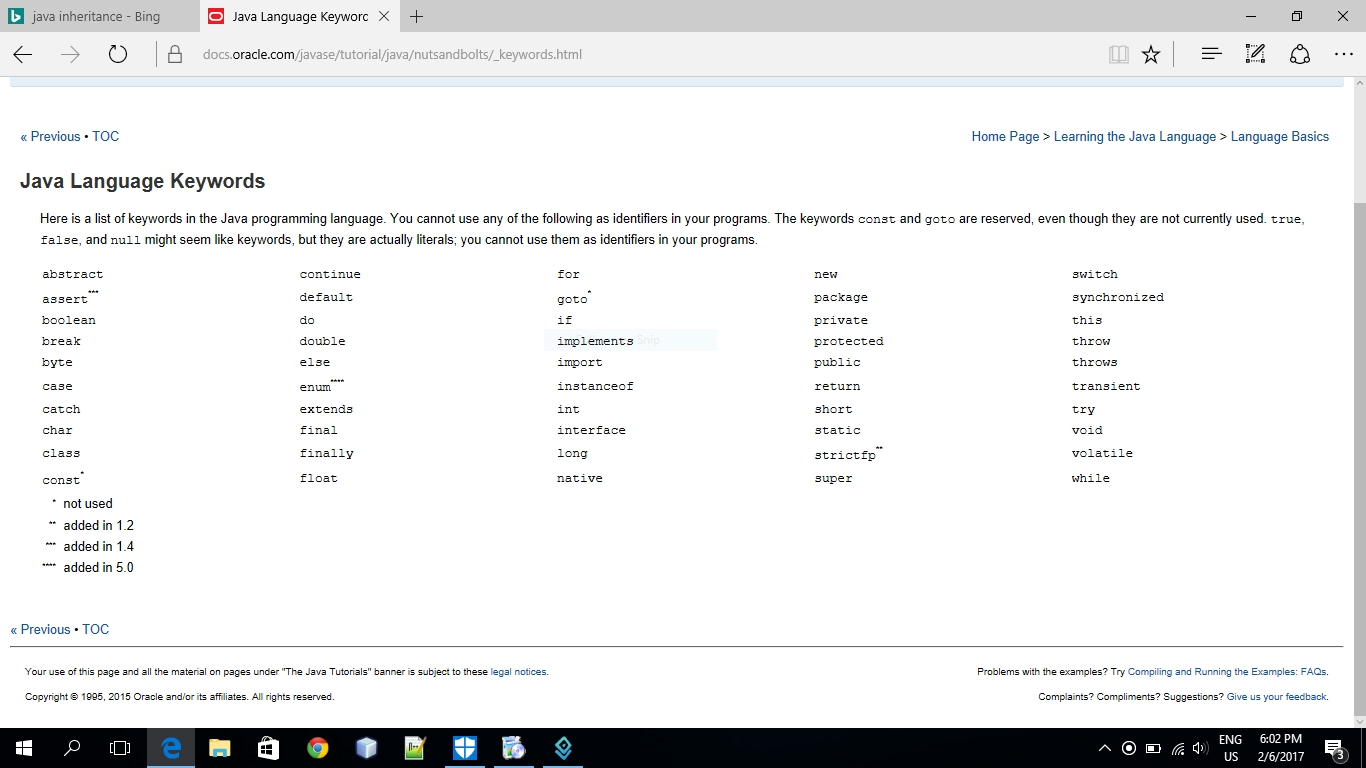 java inheritance - Bing
Java Language Keyworc
docs.oracle.com/javase/tutorial/java/nutsandbolts/_keywords.html
« Previous • TOC
Home Page > Learning the Java Language > Language Basics
Java Language Keywords
Here is a list of keywords in the Java programming language. You cannot use any of the following as identifiers in your programs. The keywords const and goto are reserved, even though they are not currently used. true,
false, and null might seem like keywords, but they are actually literals; you cannot use them as identifiers in your programs.
abstract continue for new switch
assert*** default goto* package synchronized
boolean do if private this
break double implements protected throw
Snip
byte else import public throws
case enum**** instanceof return transient
catch extends int short try
char final interface static void
class finally long strictfp** volatile
const* float native super while
* not used
** added in 1.2
*** added in 1.4
**** added in 5.0
« Previous • TOC
Your use of this page and all the material on pages under "The Java Tutorials" banner is subject to these legal notices.
Problems with the examples? Try Compiling and Running the Examples: FAQs.
Copyright © 1995, 2015 Oracle and/or its affiliates. All rights reserved.
Complaints? Compliments? Suggestions? Give us your feedback.
ENG
US
6:02 PM
2/6/2017
3